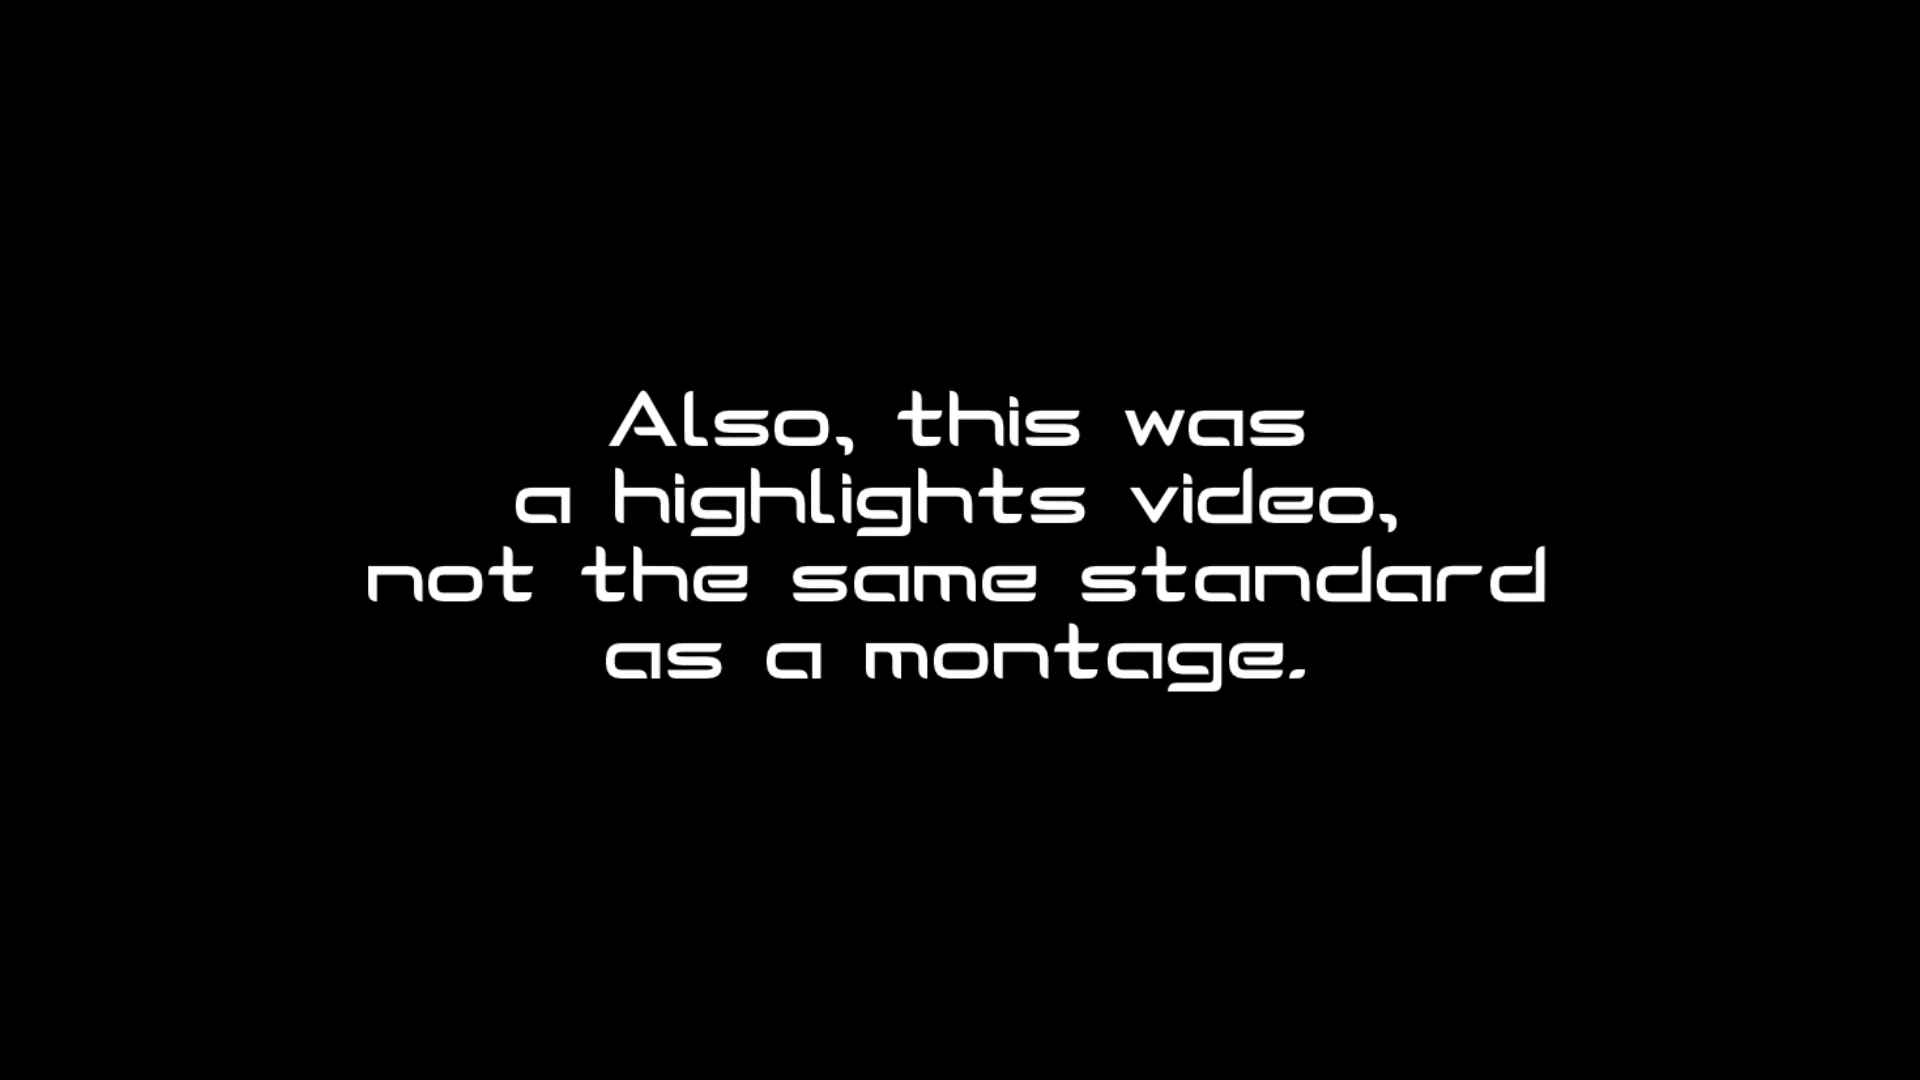 Also, this was
a highlights video,
not the same standard
as a montage.